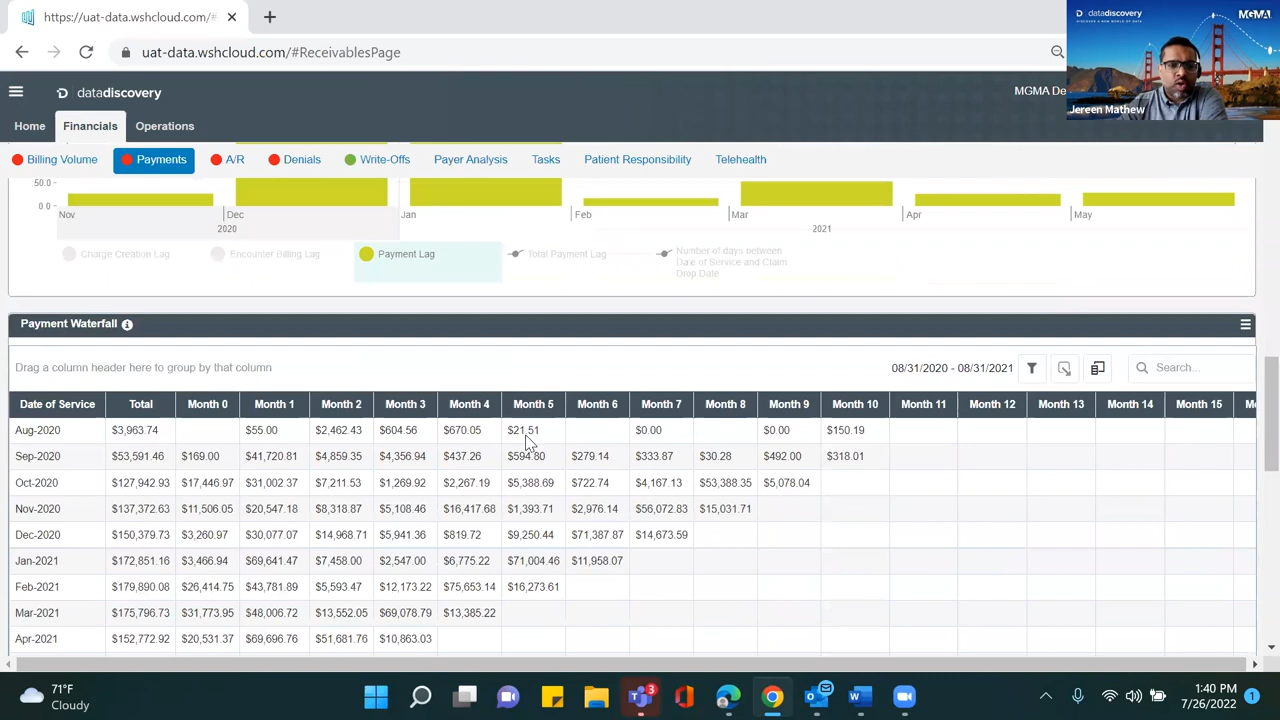 https://uat-data.wshcloud.com/#
uat-data.wshcloud.com/#ReceivablesPage
datadiscovery
DISCOVER A NEW WORLD OF DATA
MGMA
Jereen Mathew
datadiscovery
MGMA De
Home Financials Operations
Billing Volume Payments A/R Denials Write-Offs Payer Analysis Tasks Patient Responsibility Telehealth
50.0
0.0
Nov Dec Jan Feb Mar Apr May
2020 2021
Charge Creation Lag Encounter Billing Lag Payment Lag Total Payment Lag Number of days between
Date of Service and Claim
Drop Date
Payment Waterfall
Drag a column header here to group by that column 08/31/2020 - 08/31/2021 Search...
Date of Service Total Month 0 Month 1 Month 2 Month 3 Month 4 Month 5 Month 6 Month 7 Month 8 Month 9 Month 10 Month 11 Month 12 Month 13 Month 14 Month 15 Mo
Aug-2020 $3,963.74 $55.00 $2,462.43 $604.56 $670.05 $21.51 $0.00 $0.00 $150.19
Sep-2020 $53,591.46 $169.00 $41,720.81 $4,859.35 $4,356.94 $437.26 $594.80 $279.14 $333.87 $30.28 $492.00 $318.01
Oct-2020 $127,942.93 $17,446.97 $31,002.37 $7,211.53 $1,269.92 $2,267.19 $5,388.69 $722.74 $4,167.13 $53,388.35 $5,078.04
Nov-2020 $137,372.63 $11,506.05 $20,547.18 $8,318.87 $5,108.46 $16,417.68 $1,393.71 $2,976.14 $56,072.83 $15,031.71
Dec-2020 $150,379.73 $3,260.97 $30,077.07 $14,968.71 $5,941.36 $819.72 $9,250.44 $71,387.87 $14,673.59
Jan-2021 $172,851.16 $3,466.94 $69,641.47 $7,458.00 $2,547.00 $6,775.22 $71,004.46 $11,958.07
Feb-2021 $179,890.08 $26,414.75 $43,781.89 $5,593.47 $12,173.22 $75,653.14 $16,273.61
Mar-2021 $175,796.73 $31,773.95 $48,006.72 $13,552.05 $69,078.79 $13,385.22
Apr-2021 $152,772.92 $20,531.37 $69,696.76 $51,681.76 $10,863.03
71°F
Cloudy
3
1:40 PM
7/26/2022
1